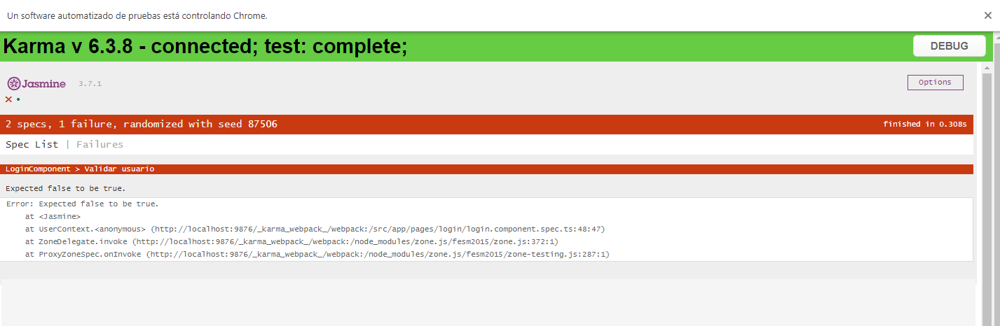 Un software automatizado de pruebas está controlando Chrome.
Karma v 6.3.8 - connected; test: complete;
DEBUG
Jasmine 3.7.1
Options
2 specs, 1 failure, randomized with seed 87506
finished in 0.308s
Spec List | Failures
LoginComponent > Validar usuario
Expected false to be true.
Error: Expected false to be true.
at <Jasmine>
at UserContext.<anonymous> (http://localhost:9876/_karma_webpack_/webpack:/src/app/pages/login/login.component.spec.ts:48:47)
at ZoneDelegate.invoke (http://localhost:9876/_karma_webpack_/webpack:/node_modules/zone.js/fesm2015/zone.js:372:1)
at ProxyZoneSpec.onInvoke (http://localhost:9876/_karma_webpack_/webpack:/node_modules/zone.js/fesm2015/zone-testing.js:287:1)